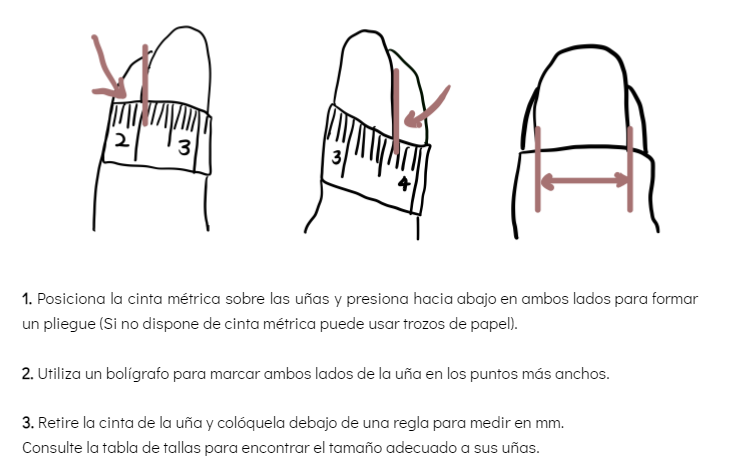 2 3
3 4
1. Posiciona la cinta métrica sobre las uñas y presiona hacia abajo en ambos lados para formar
un pliegue (Si no dispone de cinta métrica puede usar trozos de papel).
2. Utiliza un bolígrafo para marcar ambos lados de la uña en los puntos más anchos.
3. Retire la cinta de la uña y colóquela debajo de una regla para medir en mm.
Consulte la tabla de tallas para encontrar el tamaño adecuado a sus uñas.